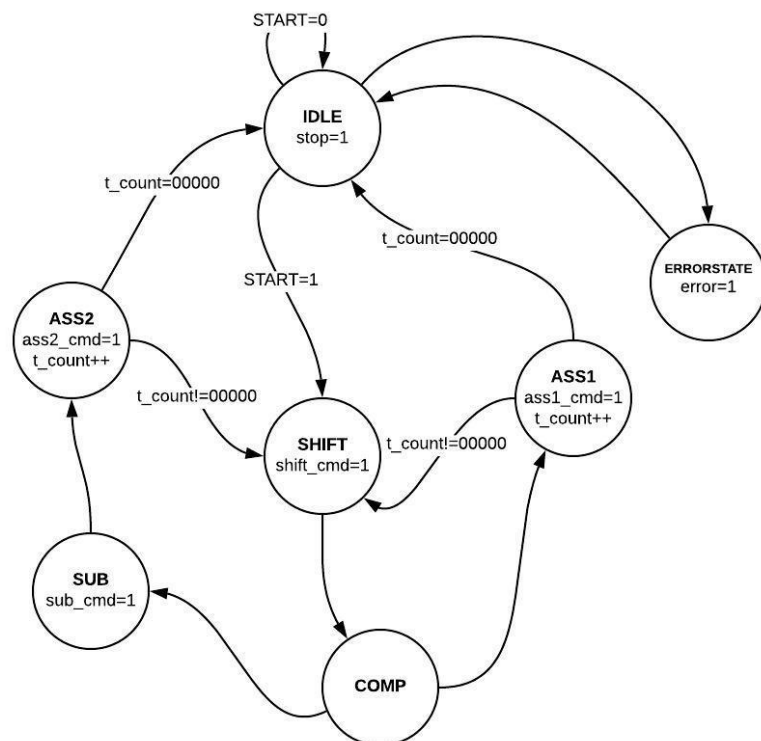 START=0
IDLE
stop=1
t_count=00000
t_count=00000
ERRORSTATE
error=1
START=1
ASS2
ass2_cmd=1
t_count++
ASS1
ass1_cmd=1
t_count++
t_count!=00000
t_count!=00000
SHIFT
shift_cmd=1
SUB
sub_cmd=1
COMP